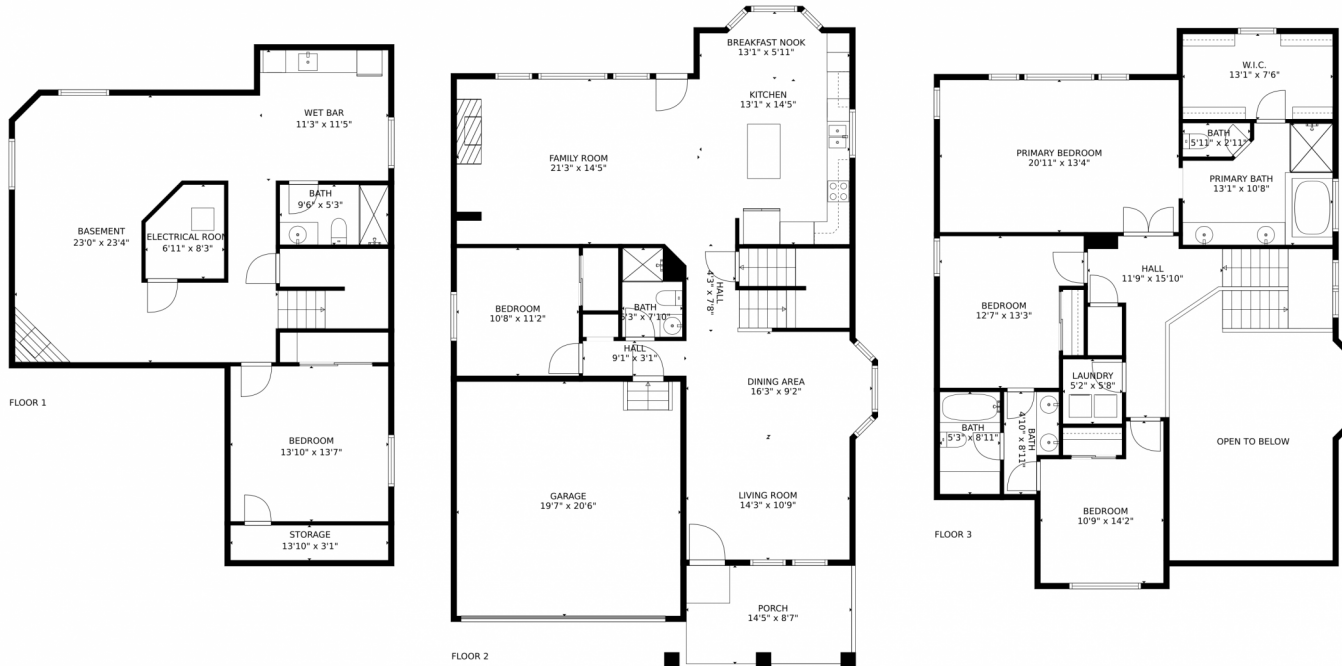 WET BAR
11'3" x 11'5"
BATH
9'6" x 5'3"
BASEMENT
23'0" x 23'4"
ELECTRICAL ROOM
6'11" x 8'3"
BEDROOM
13'10" x 13'7"
STORAGE
13'10" x 3'1"
FLOOR 1
BREAKFAST NOOK
13'1" x 5'11"
KITCHEN
13'1" x 14'5"
FAMILY ROOM
21'3" x 14'5"
HALL
4'3" x 7'8"
BEDROOM
10'8" x 11'2"
BATH
5'3" x 7'10"
HALL
9'1" x 3'1"
DINING AREA
16'3" x 9'2"
GARAGE
19'7" x 20'6"
LIVING ROOM
14'3" x 10'9"
PORCH
14'5" x 8'7"
FLOOR 2
W.I.C.
13'1" x 7'6"
BATH
5'11" x 2'11"
PRIMARY BEDROOM
20'11" x 13'4"
PRIMARY BATH
13'1" x 10'8"
HALL
11'9" x 15'10"
BEDROOM
12'7" x 13'3"
LAUNDRY
5'2" x 5'8"
BATH
5'3" x 8'11"
BATH
4'10" x 8'11"
OPEN TO BELOW
BEDROOM
10'9" x 14'2"
FLOOR 3